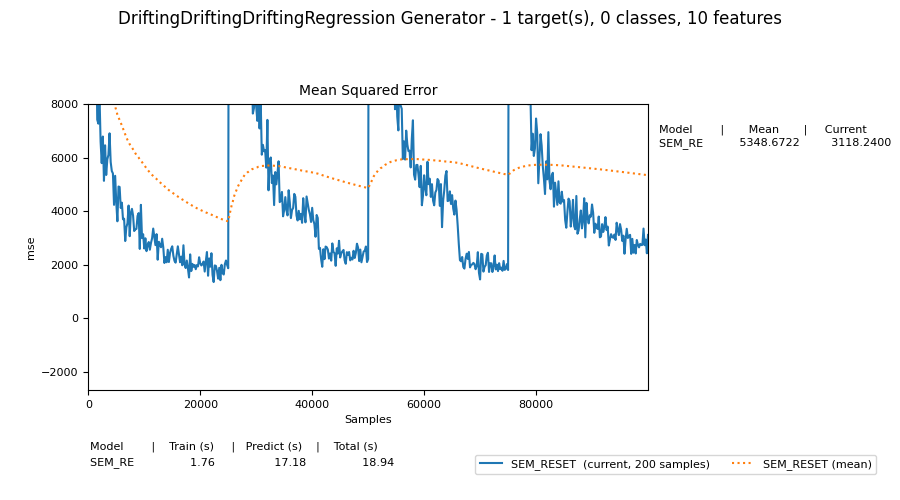 DriftingDriftingDriftingRegression Generator - 1 target(s), 0 classes, 10 features
Mean Squared Error
8000
6000
4000
2000
0
−2000
mse
0 20000 40000 60000 80000
Samples
Model | Mean | Current
SEM_RE 5348.6722 3118.2400
Model | Train (s) | Predict (s) | Total (s)
SEM_RE 1.76 17.18 18.94
SEM_RESET (current, 200 samples) SEM_RESET (mean)